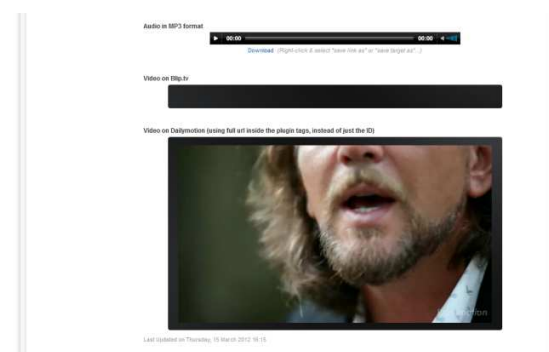 Audio in MP3 format
00:00 00:00
Download (Right-click & select "save link as" or "save target as"...)
Video on Blip.tv
Video on Dailymotion (using full url inside the plugin tags, instead of just the ID)
Last Updated on Thursday, 15 March 2012 16:15